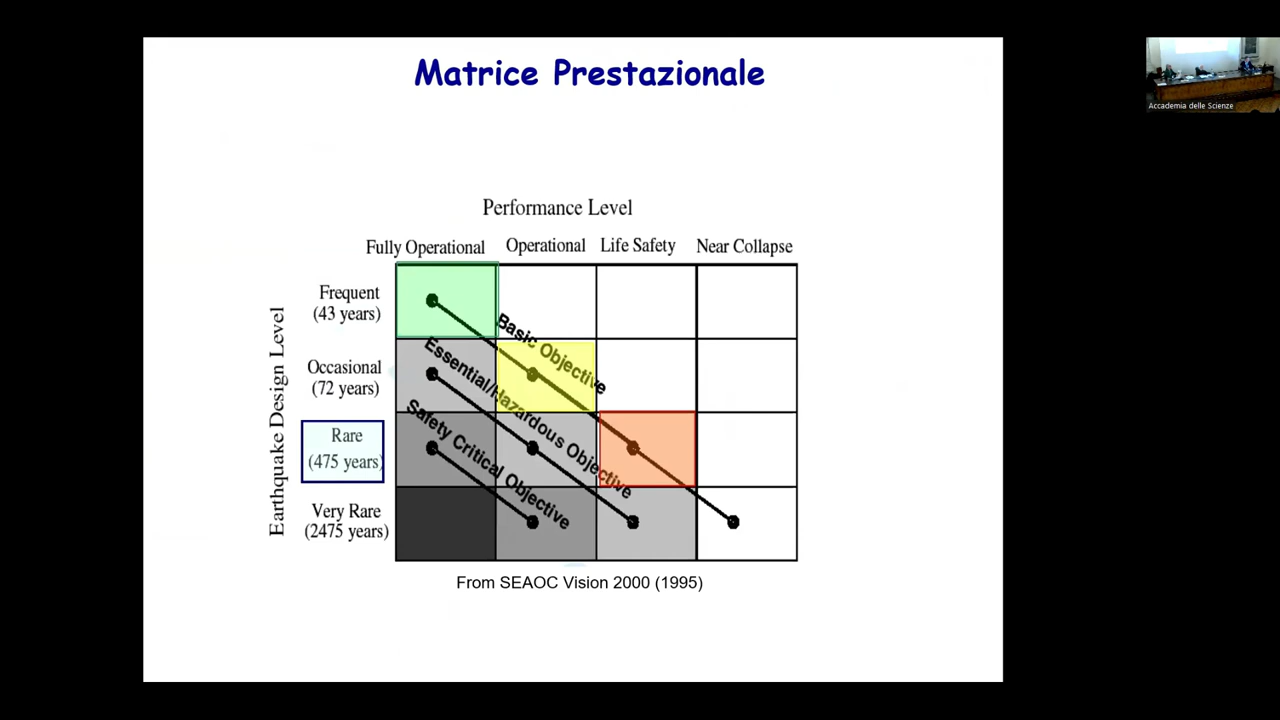 Matrice Prestazionale
Accademia delle Scienze
Performance Level
Fully Operational
Operational
Life Safety
Near Collapse
Earthquake Design Level
Frequent
(43 years)
Occasional
(72 years)
Rare
(475 years)
Very Rare
(2475 years)
Basic Objective
Essential/Hazardous Objective
Safety Critical Objective
From SEAOC Vision 2000 (1995)